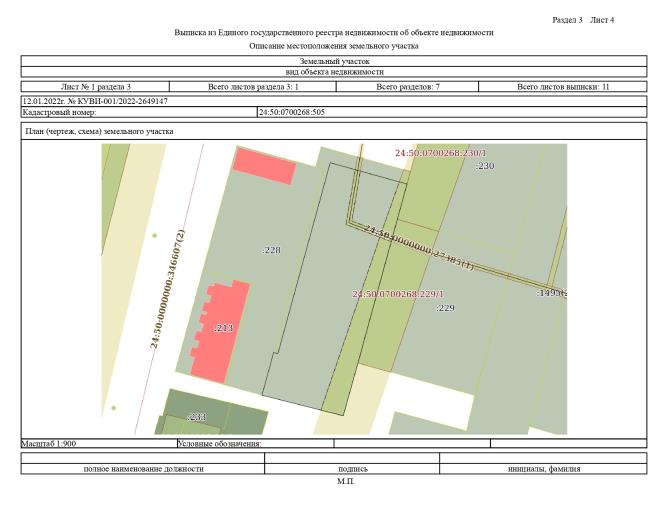 Раздел 3 Лист 4
Выписка из Единого государственного реестра недвижимости об объекте недвижимости
Описание местоположения земельного участка
Земельный участок
вид объекта недвижимости
Лист № 1 раздела 3 Всего листов раздела 3: 1 Всего разделов: 7 Всего листов выписки: 11
12.01.2022г. № КУВИ-001/2022-2649147
Кадастровый номер: 24:50:0700268:505
План (чертеж, схема) земельного участка
24:50:0700268:230/1
:230
24:50:0000000:346607(2)
:228
24:50:0000000:27385(1)
24:50:0700268:229/1
:229
:213
:233
Масштаб 1:900 Условные обозначения:
полное наименование должности подпись инициалы, фамилия
М.П.